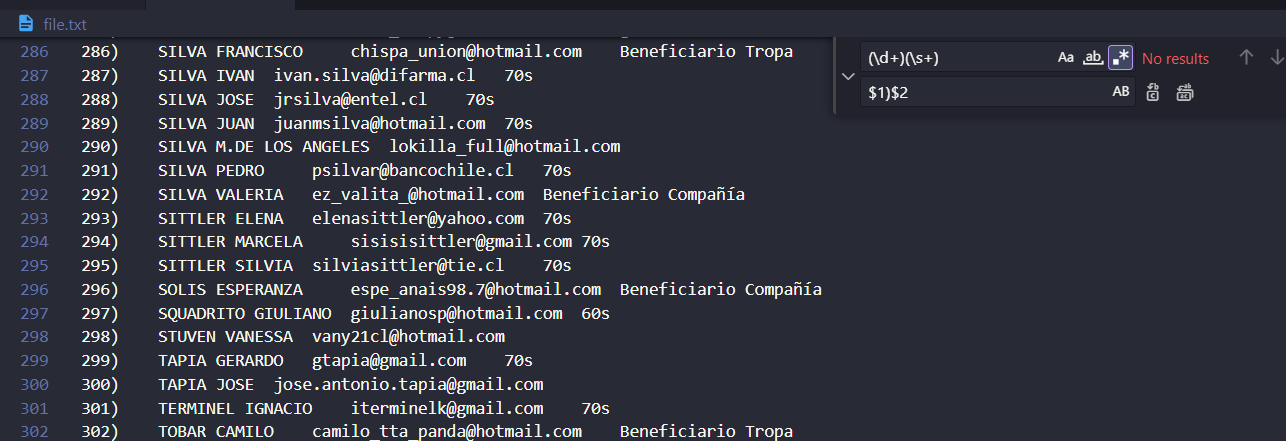 file.txt
286 286) SILVA FRANCISCO chispa_union@hotmail.com Beneficiario Tropa
(\d+)(\s+) Aa ab .* No results
287 287) SILVA IVAN ivan.silva@difarma.cl 70s
$1)$2 AB
288 288) SILVA JOSE jrsilva@entel.cl 70s
289 289) SILVA JUAN juanmsilva@hotmail.com 70s
290 290) SILVA M.DE LOS ANGELES lokilla_full@hotmail.com
291 291) SILVA PEDRO psilvar@bancochile.cl 70s
292 292) SILVA VALERIA ez_valita_@hotmail.com Beneficiario Compañía
293 293) SITTLER ELENA elenasittler@yahoo.com 70s
294 294) SITTLER MARCELA sisisisittler@gmail.com 70s
295 295) SITTLER SILVIA silviasittler@tie.cl 70s
296 296) SOLIS ESPERANZA espe_anais98.7@hotmail.com Beneficiario Compañía
297 297) SQUADRITO GIULIANO giulianosp@hotmail.com 60s
298 298) STUVEN VANESSA vany21cl@hotmail.com
299 299) TAPIA GERARDO gtapia@gmail.com 70s
300 300) TAPIA JOSE jose.antonio.tapia@gmail.com
301 301) TERMINEL IGNACIO iterminelk@gmail.com 70s
302 302) TOBAR CAMILO camilo_tta_panda@hotmail.com Beneficiario Tropa